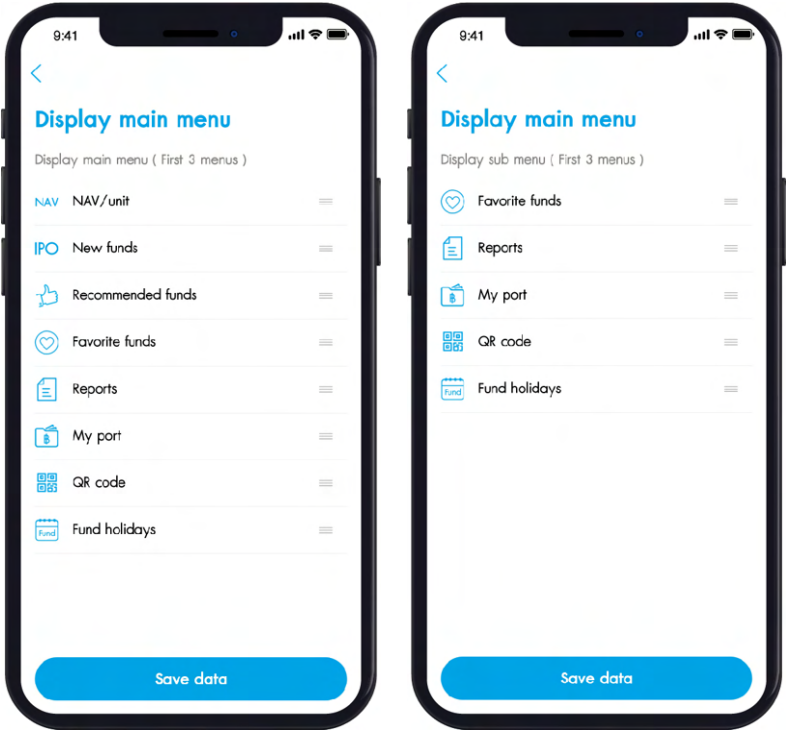 9:41
Display main menu
Display main menu ( First 3 menus )
NAV NAV/unit
IPO New funds
Recommended funds
Favorite funds
Reports
฿ My port
QR code
Fund Fund holidays
Save data
9:41
Display main menu
Display sub menu ( First 3 menus )
Favorite funds
Reports
฿ My port
QR code
Fund Fund holidays
Save data